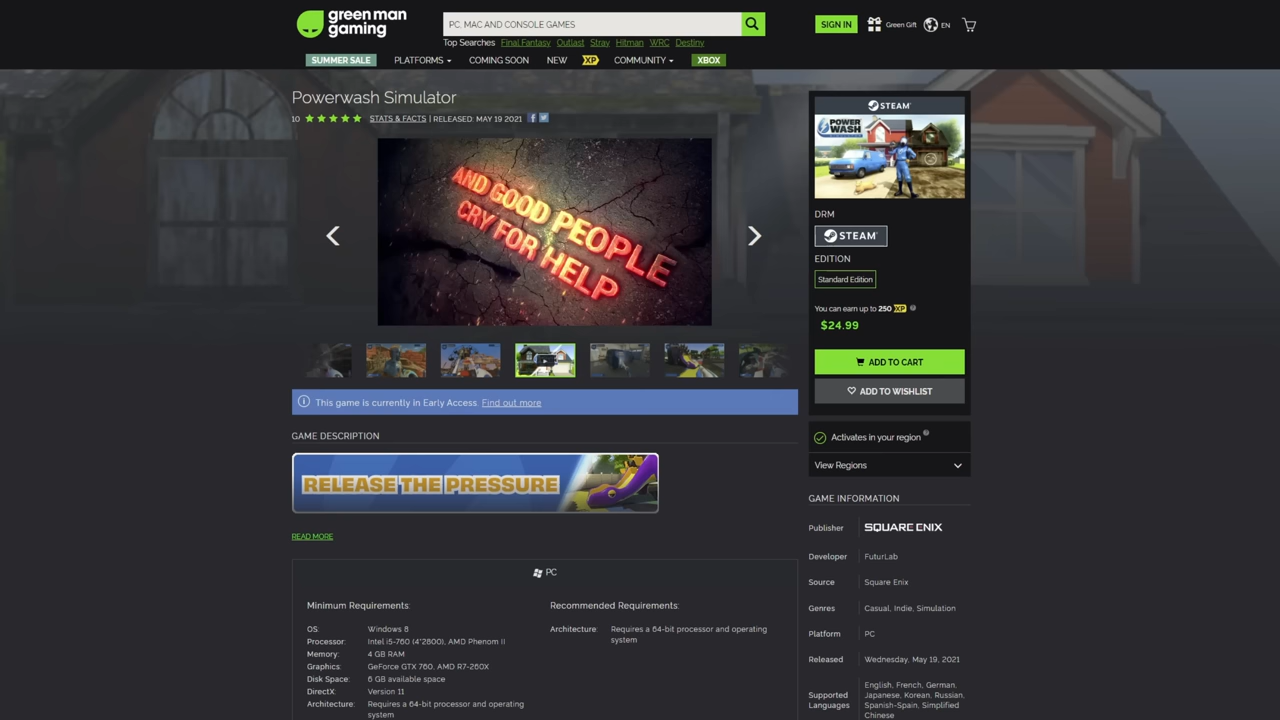 green man
gaming
PC, MAC AND CONSOLE GAMES
SIGN IN
Green Gift
EN
Top Searches Final Fantasy Outlast Stray Hitman WRC Destiny
SUMMER SALE PLATFORMS COMING SOON NEW XP COMMUNITY XBOX
Powerwash Simulator
10 STATS & FACTS | RELEASED: MAY 19 2021
AND GOOD PEOPLE
CRY FOR HELP
This game is currently in Early Access. Find out more
GAME DESCRIPTION
RELEASE THE PRESSURE
READ MORE
PC
Minimum Requirements:
OS: Windows 8
Processor: Intel i5-760 (4*2800), AMD Phenom II
Memory: 4 GB RAM
Graphics: GeForce GTX 760, AMD R7-260X
Disk Space: 6 GB available space
DirectX: Version 11
Architecture: Requires a 64-bit processor and operating
system
Recommended Requirements:
Architecture: Requires a 64-bit processor and operating
system
STEAM
POWER
WASH
DRM
STEAM
EDITION
Standard Edition
You can earn up to 250 XP
$24.99
ADD TO CART
ADD TO WISHLIST
Activates in your region
View Regions
GAME INFORMATION
Publisher SQUARE ENIX
Developer FuturLab
Source Square Enix
Genres Casual, Indie, Simulation
Platform PC
Released Wednesday, May 19, 2021
Supported
Languages
English, French, German,
Japanese, Korean, Russian,
Spanish-Spain, Simplified
Chinese